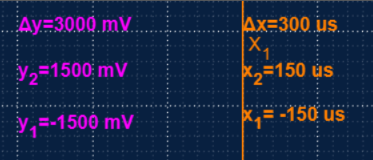 Δy=3000 mV Δx=300 us
X₁
y₂=1500 mV x₂=150 us
y₁=-1500 mV x₁= -150 us